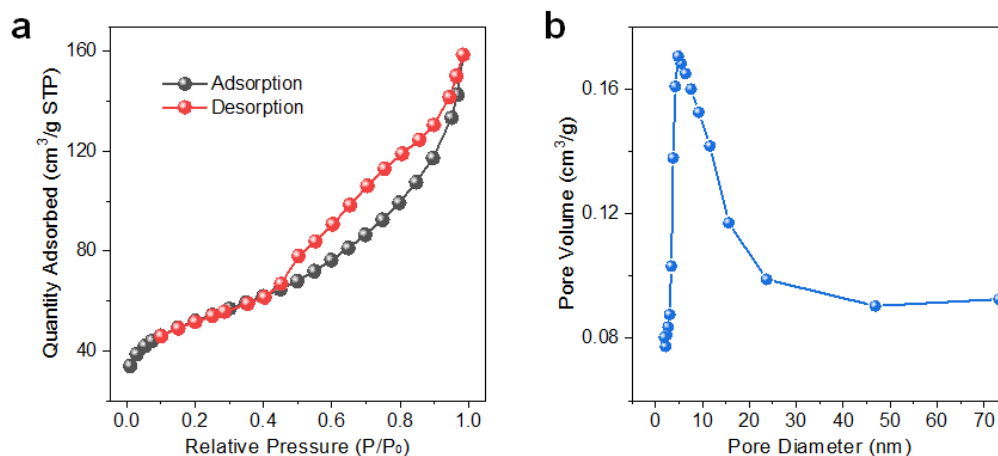 a
160
120
80
40
Quantity Adsorbed (cm³/g STP)
Adsorption
Desorption
0.0 0.2 0.4 0.6 0.8 1.0
Relative Pressure (P/P₀)
b
0.16
0.12
0.08
Pore Volume (cm³/g)
0 10 20 30 40 50 60 70
Pore Diameter (nm)